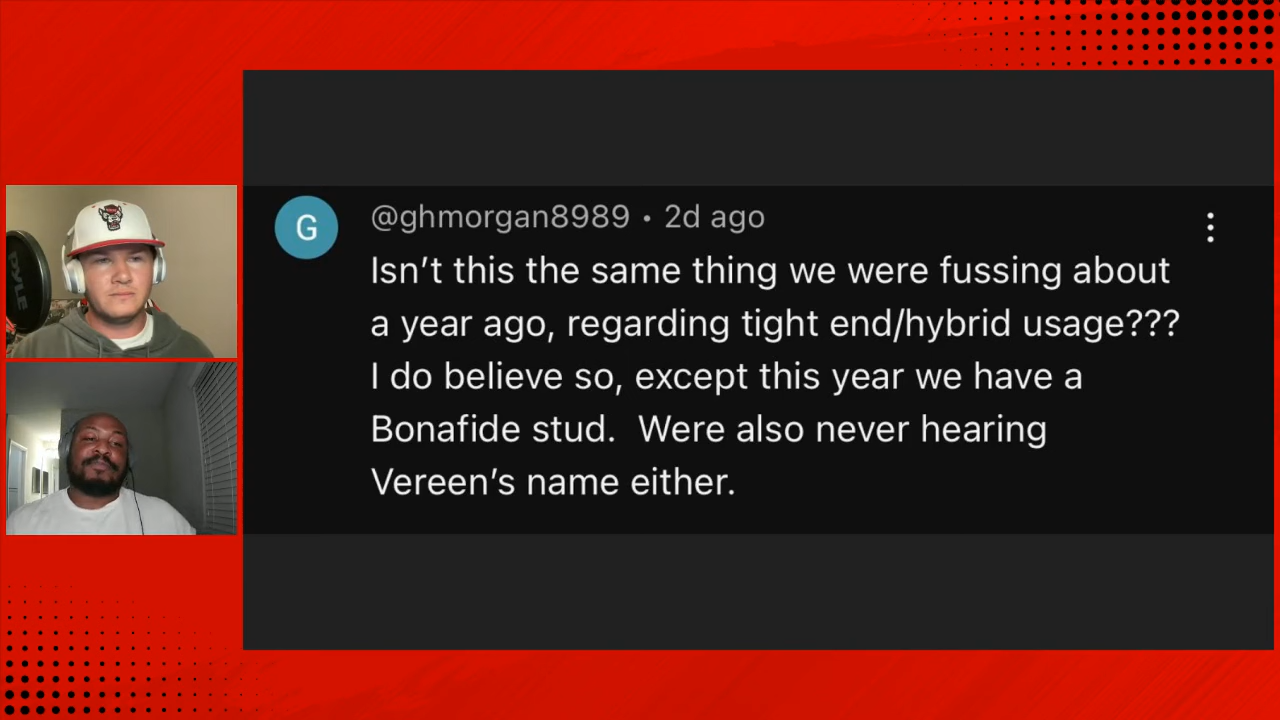 PYLE
G
@ghmorgan8989 • 2d ago
Isn’t this the same thing we were fussing about
a year ago, regarding tight end/hybrid usage???
I do believe so, except this year we have a
Bonafide stud.  Were also never hearing
Vereen’s name either.